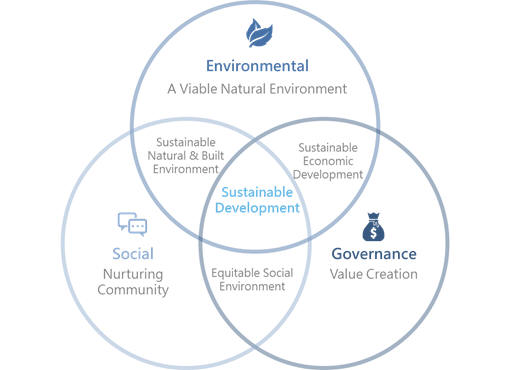 Environmental
A Viable Natural Environment
Sustainable
Natural & Built
Environment
Sustainable
Economic
Development
Sustainable
Development
Social
Nurturing
Community
$
Governance
Value Creation
Equitable Social
Environment